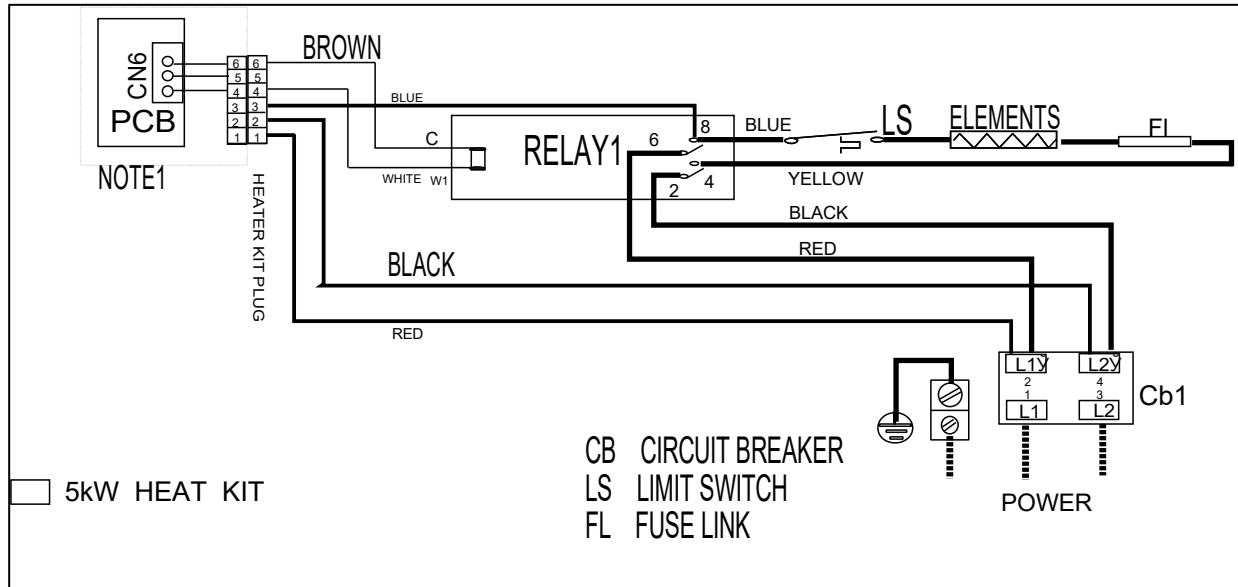 CN6
PCB
NOTE1
6 6
5 5
4 4
3 3
2 2
1 1
HEATER KIT PLUG
BROWN
BLUE
C
WHITE W1
RELAY1
6
8
2
4
BLUE
LS
ELEMENTS
FL
YELLOW
BLACK
RED
BLACK
RED
L1У L2У
2 4
1 3
L1 L2
Cb1
POWER
CB CIRCUIT BREAKER
LS LIMIT SWITCH
FL FUSE LINK
5kW HEAT KIT